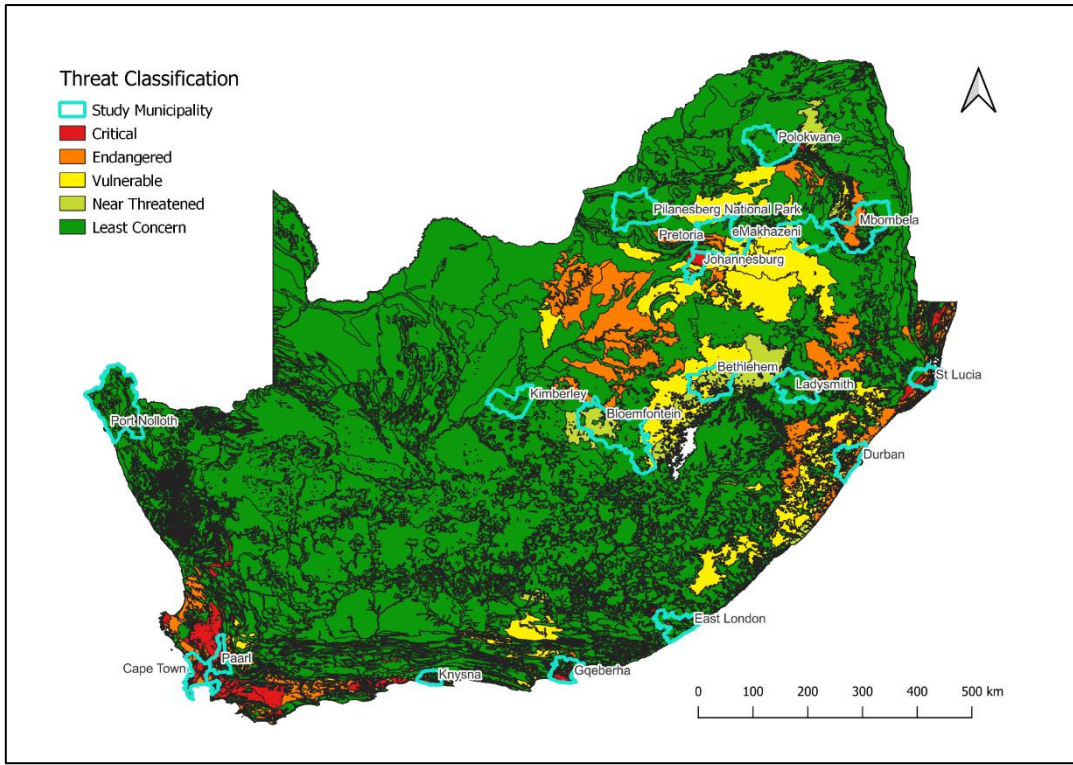 Threat Classification
Study Municipality
Critical
Endangered
Vulnerable
Near Threatened
Least Concern
Polokwane
Pilanesberg National Park
Mbombela
Pretoria
eMakhazeni
Johannesburg
Bethlehem
Ladysmith
St Lucia
Kimberley
Bloemfontein
Port Nolloth
Durban
East London
Cape Town
Paarl
Knysna
Gqeberha
0 100 200 300 400 500 km